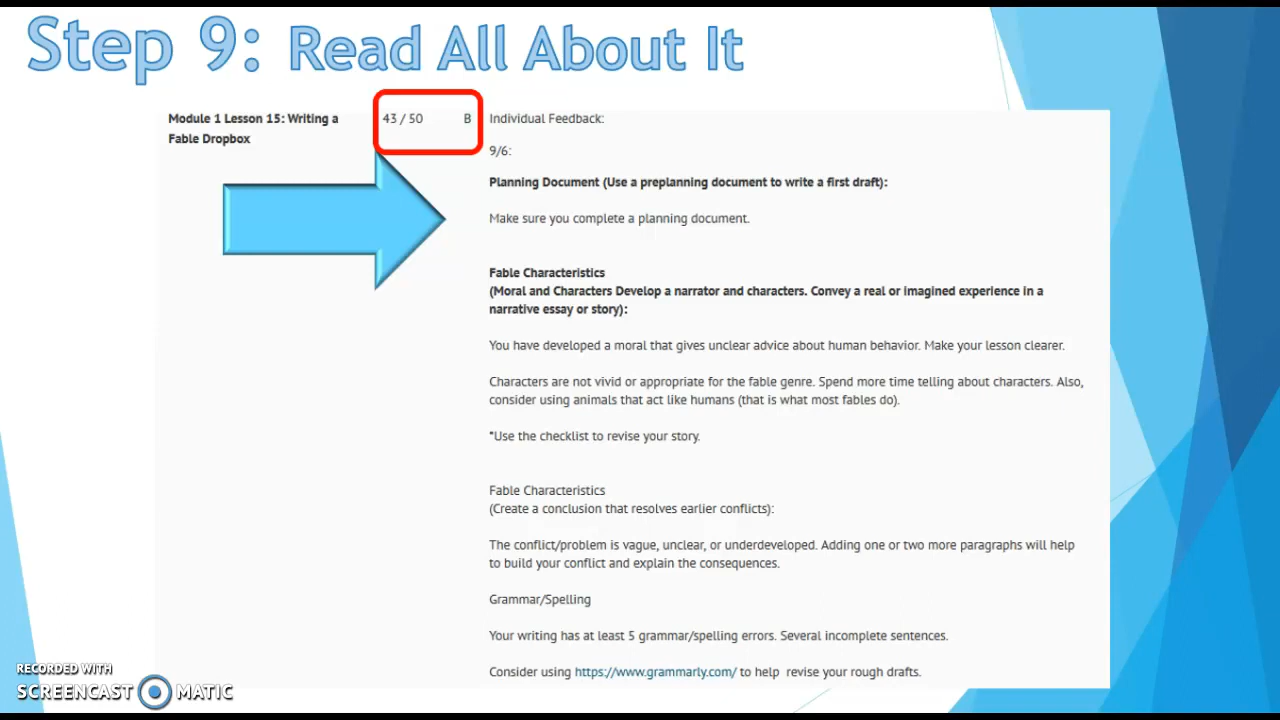 Step 9: Read All About It
Module 1 Lesson 15: Writing a
Fable Dropbox
43 / 50 B
Individual Feedback:
9/6:
Planning Document (Use a preplanning document to write a first draft):
Make sure you complete a planning document.
Fable Characteristics
(Moral and Characters Develop a narrator and characters. Convey a real or imagined experience in a
narrative essay or story):
You have developed a moral that gives unclear advice about human behavior. Make your lesson clearer.
Characters are not vivid or appropriate for the fable genre. Spend more time telling about characters. Also,
consider using animals that act like humans (that is what most fables do).
*Use the checklist to revise your story.
Fable Characteristics
(Create a conclusion that resolves earlier conflicts):
The conflict/problem is vague, unclear, or underdeveloped. Adding one or two more paragraphs will help
to build your conflict and explain the consequences.
Grammar/Spelling
Your writing has at least 5 grammar/spelling errors. Several incomplete sentences.
Consider using https://www.grammarly.com/ to help revise your rough drafts.
RECORDED WITH
SCREENCAST MATIC